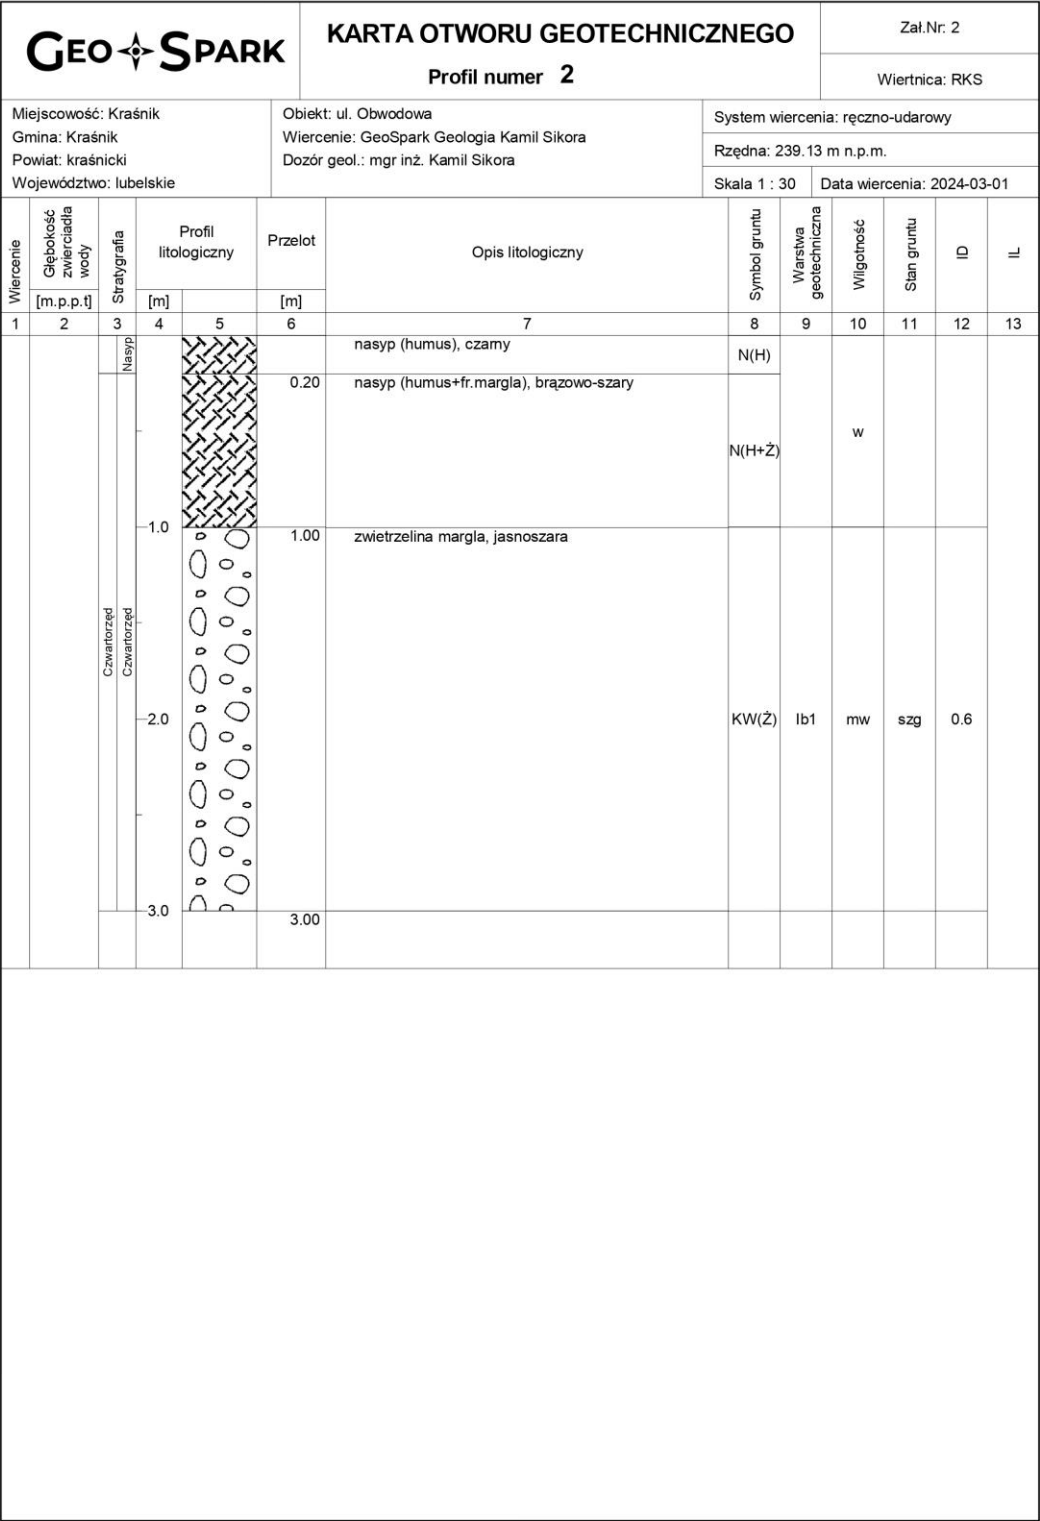 GEO SPARK
KARTA OTWORU GEOTECHNICZNEGO
Profil numer 2
Zał.Nr: 2
Wiertnica: RKS
Miejscowość: Kraśnik
Gmina: Kraśnik
Powiat: kraśnicki
Województwo: lubelskie
Obiekt: ul. Obwodowa
Wiercenie: GeoSpark Geologia Kamil Sikora
Dozór geol.: mgr inż. Kamil Sikora
System wiercenia: ręczno-udarowy
Rzędna: 239.13 m n.p.m.
Skala 1 : 30 Data wiercenia: 2024-03-01
Wiercenie
Głębokość
zwierciadła
wody
[m.p.p.t]
Stratygrafia
Profil
litologiczny
[m]
Przelot
[m]
Opis litologiczny
Symbol gruntu
Warstwa
geotechniczna
Wilgotność
Stan gruntu
ID
IL
1 2 3 4 5 6 7 8 9 10 11 12 13
Nasyp
nasyp (humus), czarny
N(H)
0.20 nasyp (humus+fr.margla), brązowo-szary
N(H+Ż)
w
1.0
1.00 zwietrzelina margla, jasnoszara
Czwartorzęd
Czwartorzęd
2.0
KW(Ż) Ib1 mw szg 0.6
3.0
3.00